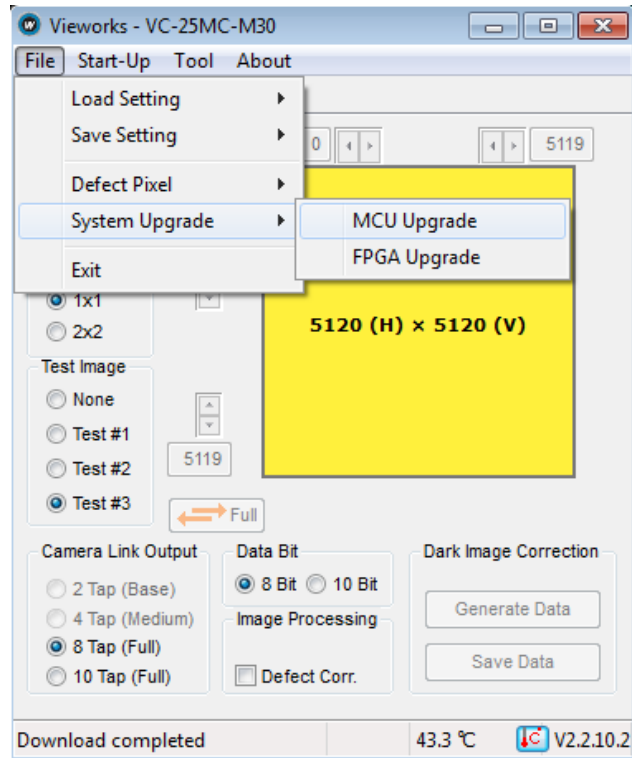 Vieworks - VC-25MC-M30
File Start-Up Tool About
Load Setting
Save Setting
Defect Pixel
System Upgrade
Exit
MCU Upgrade
FPGA Upgrade
0
5119
1x1
2x2
5120 (H) × 5120 (V)
Test Image
None
Test #1
Test #2
Test #3
5119
Full
Camera Link Output
2 Tap (Base)
4 Tap (Medium)
8 Tap (Full)
10 Tap (Full)
Data Bit
8 Bit 10 Bit
Image Processing
Defect Corr.
Dark Image Correction
Generate Data
Save Data
Download completed 43.3 ℃ V2.2.10.2